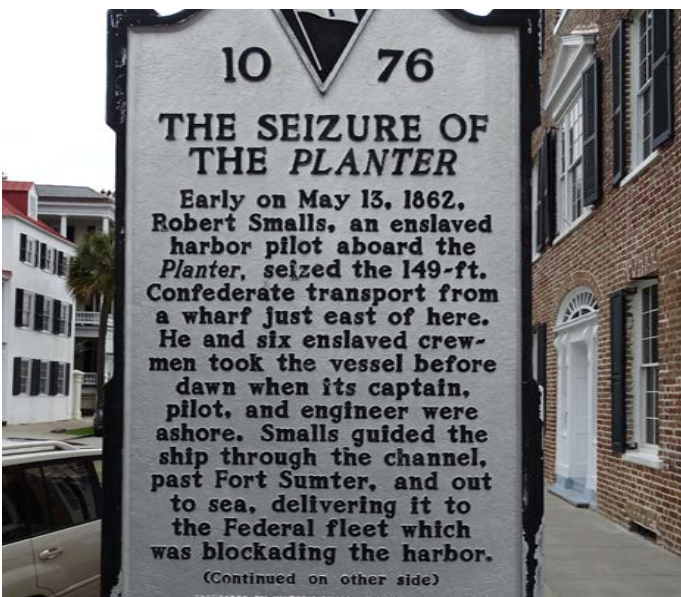 10 76
THE SEIZURE OF
THE PLANTER
Early on May 13, 1862,
Robert Smalls, an enslaved
harbor pilot aboard the
Planter, seized the 149-ft.
Confederate transport from
a wharf just east of here.
He and six enslaved crew-
men took the vessel before
dawn when its captain,
pilot, and engineer were
ashore. Smalls guided the
ship through the channel,
past Fort Sumter, and out
to sea, delivering it to
the Federal fleet which
was blockading the harbor.
(Continued on other side)